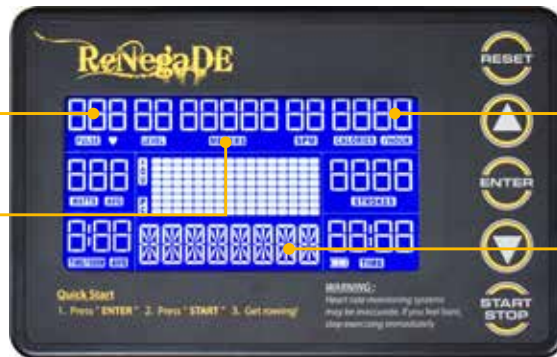 ReNegaDE
RESET
PULSE LEVEL METERS SPM CALORIES /HOUR
ENTER
WATTS AVG STROKES
TIME/500M AVG TIME
Quick Start
1. Press "ENTER" 2. Press "START" 3. Get rowing!
WARNING:
Heart rate monitoring systems
may be inaccurate. If you feel faint,
stop exercising immediately
START
STOP